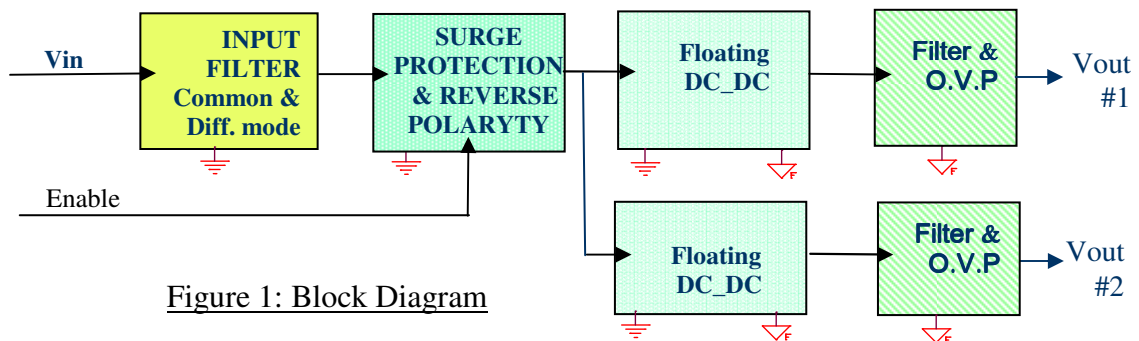 Vin
INPUT
FILTER
Common &
Diff. mode
SURGE
PROTECTION
& REVERSE
POLARYTY
Floating
DC_DC
Filter &
O.V.P
Vout
#1
F
F
Enable
Floating
DC_DC
Filter &
O.V.P
Vout
#2
F
F
Figure 1: Block Diagram